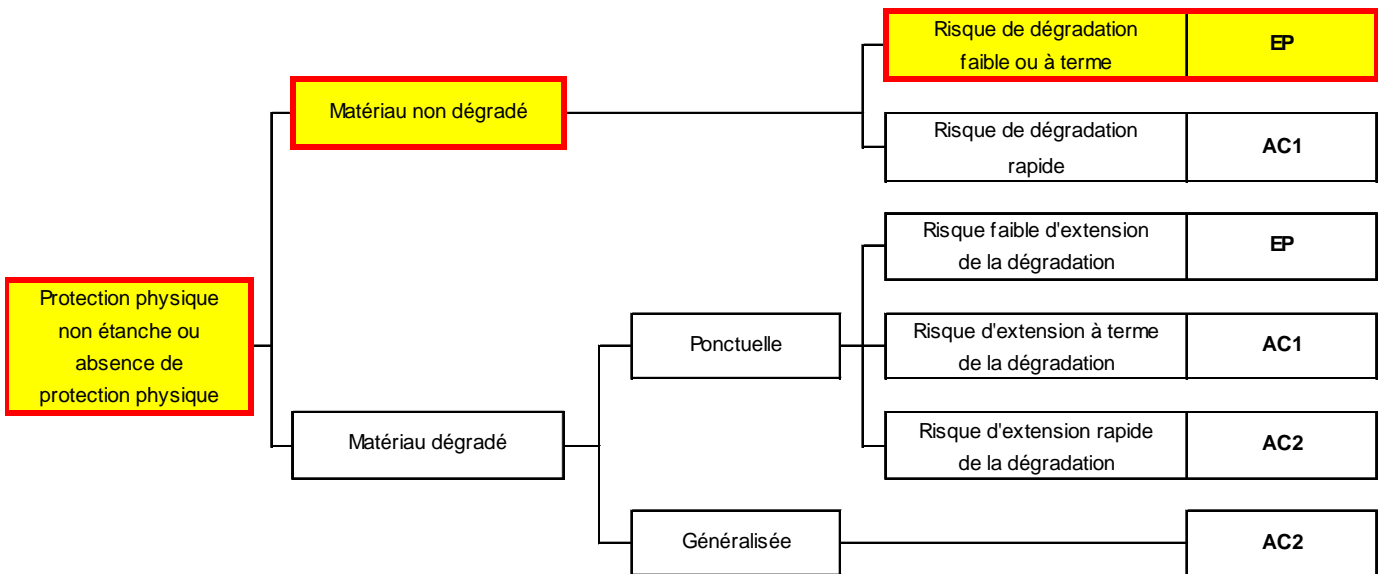 Risque de dégradation
faible ou à terme
EP
Matériau non dégradé
Risque de dégradation
rapide
AC1
Risque faible d'extension
de la dégradation
EP
Protection physique
non étanche ou
absence de
protection physique
Ponctuelle
Risque d'extension à terme
de la dégradation
AC1
Matériau dégradé
Risque d'extension rapide
de la dégradation
AC2
Généralisée
AC2